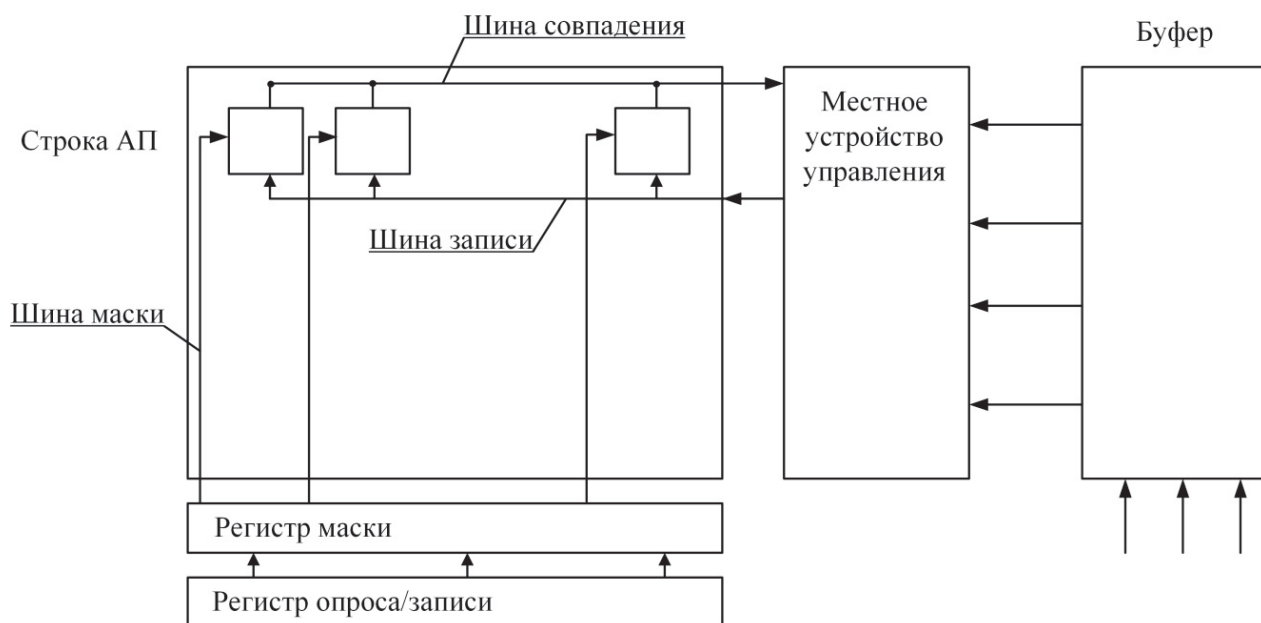 Шина совпадения
Буфер
Строка АП
Местное
устройство
управления
Шина записи
Шина маски
Регистр маски
Регистр опроса/записи